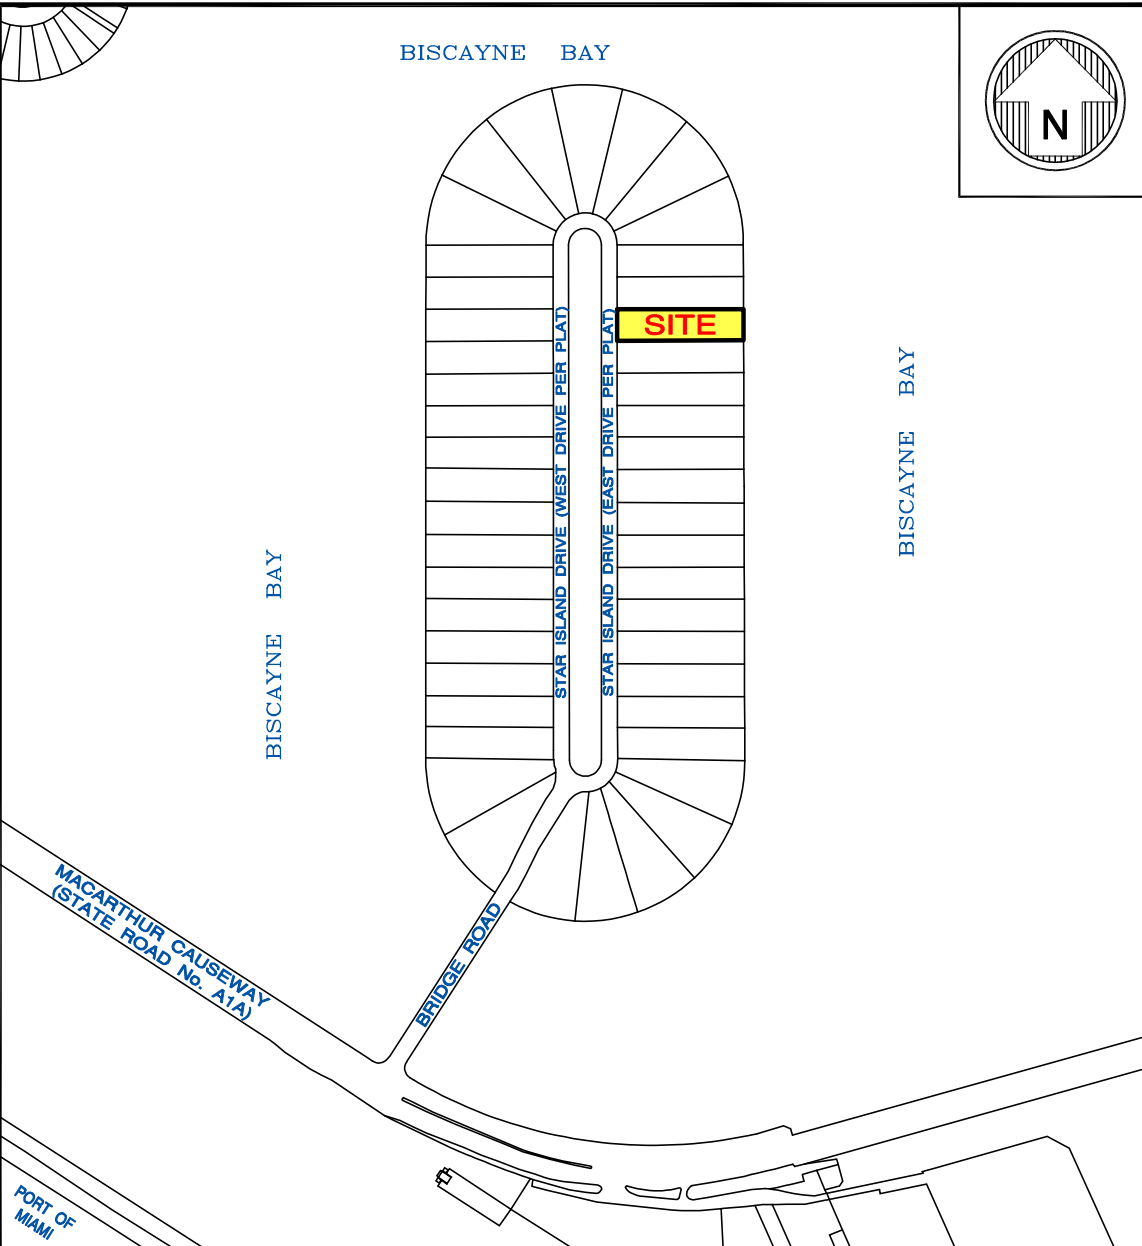 BISCAYNE BAY
N
SITE
STAR ISLAND DRIVE (WEST DRIVE PER PLAT)
STAR ISLAND DRIVE (EAST DRIVE PER PLAT)
BISCAYNE BAY
BISCAYNE BAY
MACARTHUR CAUSEWAY
(STATE ROAD No. A1A)
BRIDGE ROAD
PORT OF
MIAMI